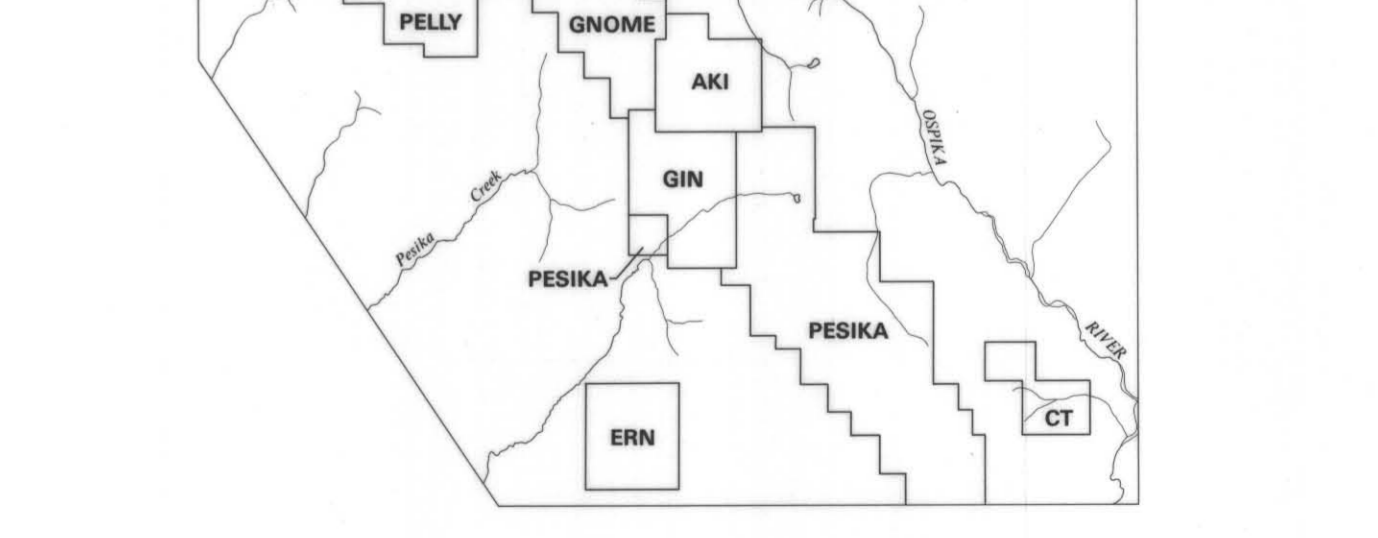 PELLY
GNOME
AKI
OSPIKA
GIN
Creek
Pesika
PESIKA
PESIKA
RIVER
CT
ERN